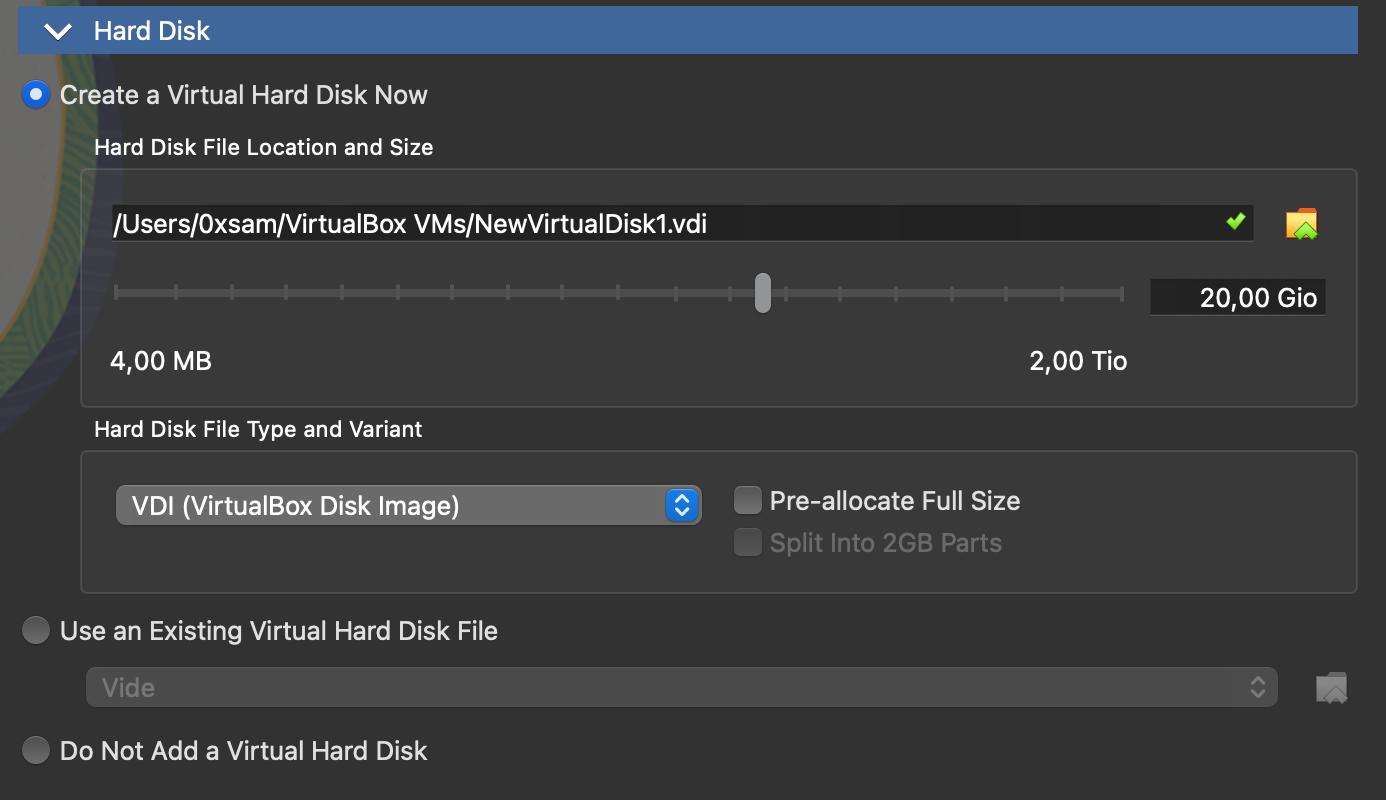 Hard Disk
Create a Virtual Hard Disk Now
Hard Disk File Location and Size
/Users/0xsam/VirtualBox VMs/NewVirtualDisk1.vdi
20,00 Gio
4,00 MB 2,00 Tio
Hard Disk File Type and Variant
VDI (VirtualBox Disk Image) Pre-allocate Full Size
Split Into 2GB Parts
Use an Existing Virtual Hard Disk File
Vide
Do Not Add a Virtual Hard Disk